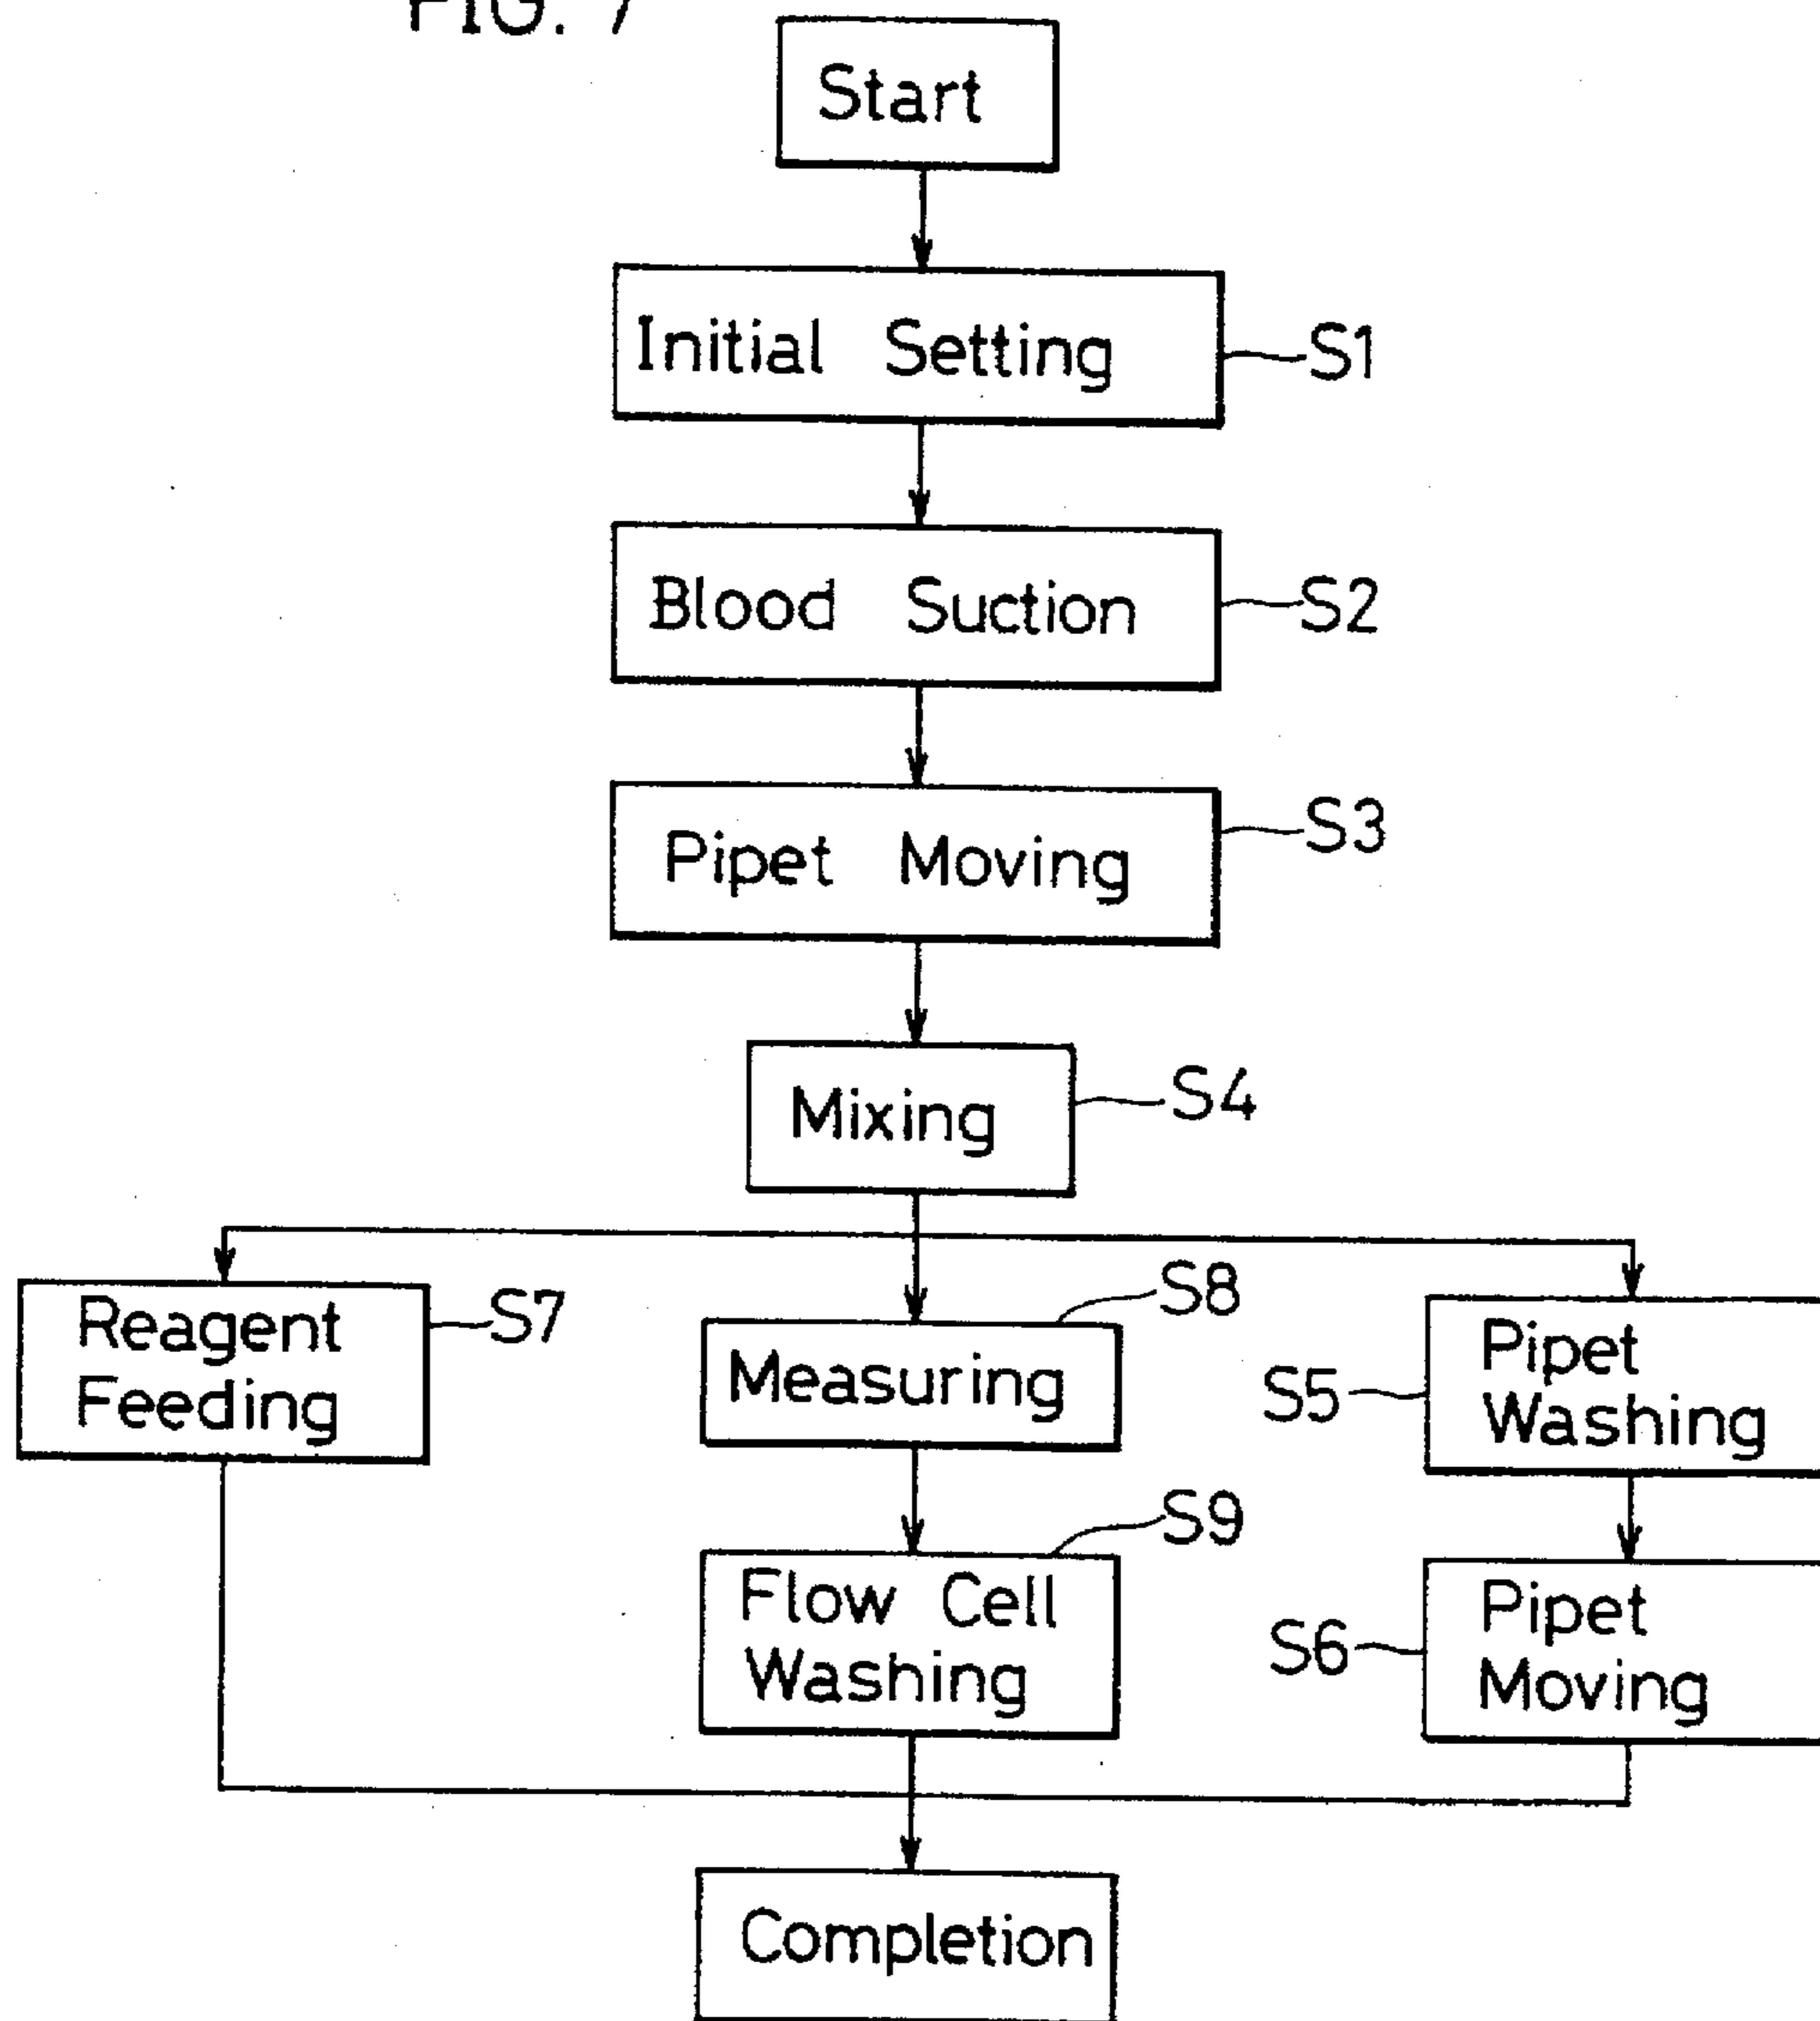 FIG. 7
Start
Initial Setting
S1
Blood Suction
S2
Pipet Moving
S3
Mixing
S4
Reagent
Feeding
S7
Measuring
S8
Pipet
Washing
S5
Flow Cell
Washing
S9
Pipet
Moving
S6
Completion